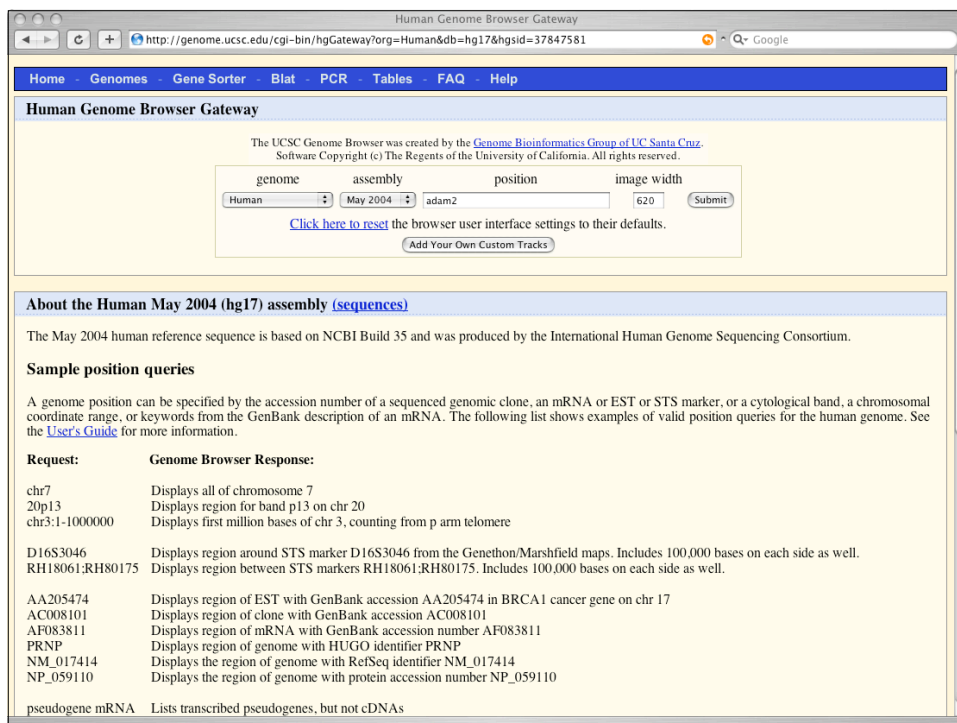 Human Genome Browser Gateway
http://genome.ucsc.edu/cgi-bin/hgGateway?org=Human&db=hg17&hgsid=37847581
Google
Home - Genomes - Gene Sorter - Blat - PCR - Tables - FAQ - Help
Human Genome Browser Gateway
The UCSC Genome Browser was created by the Genome Bioinformatics Group of UC Santa Cruz.
Software Copyright (c) The Regents of the University of California. All rights reserved.
genome assembly position image width
Human May 2004 adam2 620 Submit
Click here to reset the browser user interface settings to their defaults.
Add Your Own Custom Tracks
About the Human May 2004 (hg17) assembly (sequences)
The May 2004 human reference sequence is based on NCBI Build 35 and was produced by the International Human Genome Sequencing Consortium.
Sample position queries
A genome position can be specified by the accession number of a sequenced genomic clone, an mRNA or EST or STS marker, or a cytological band, a chromosomal
coordinate range, or keywords from the GenBank description of an mRNA. The following list shows examples of valid position queries for the human genome. See
the User's Guide for more information.
Request: Genome Browser Response:
chr7 Displays all of chromosome 7
20p13 Displays region for band p13 on chr 20
chr3:1-1000000 Displays first million bases of chr 3, counting from p arm telomere
D16S3046 Displays region around STS marker D16S3046 from the Genethon/Marshfield maps. Includes 100,000 bases on each side as well.
RH18061;RH80175 Displays region between STS markers RH18061;RH80175. Includes 100,000 bases on each side as well.
AA205474 Displays region of EST with GenBank accession AA205474 in BRCA1 cancer gene on chr 17
AC008101 Displays region of clone with GenBank accession AC008101
AF083811 Displays region of mRNA with GenBank accession number AF083811
PRNP Displays region of genome with HUGO identifier PRNP
NM_017414 Displays the region of genome with RefSeq identifier NM_017414
NP_059110 Displays the region of genome with protein accession number NP_059110
pseudogene mRNA Lists transcribed pseudogenes, but not cDNAs